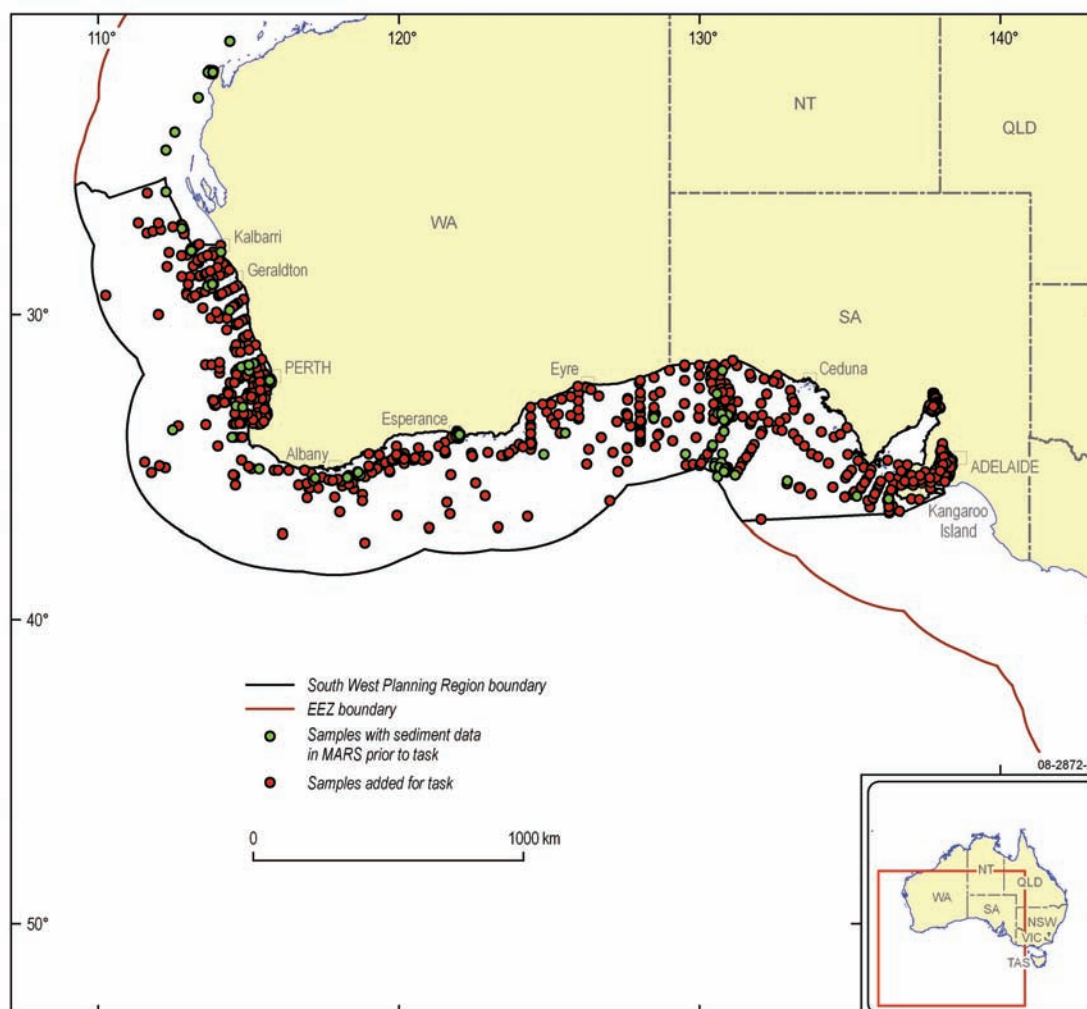 110°
120°
130°
140°
NT
QLD
WA
Kalbarri
Geraldton
30°
SA
PERTH
Eyre
Ceduna
Esperance
Albany
ADELAIDE
Kangaroo
Island
40°
South West Planning Region boundary
EEZ boundary
Samples with sediment data
in MARS prior to task
Samples added for task
08-2872-
0
1000 km
50°
NT
QLD
WA
SA
NSW
VIC
TAS